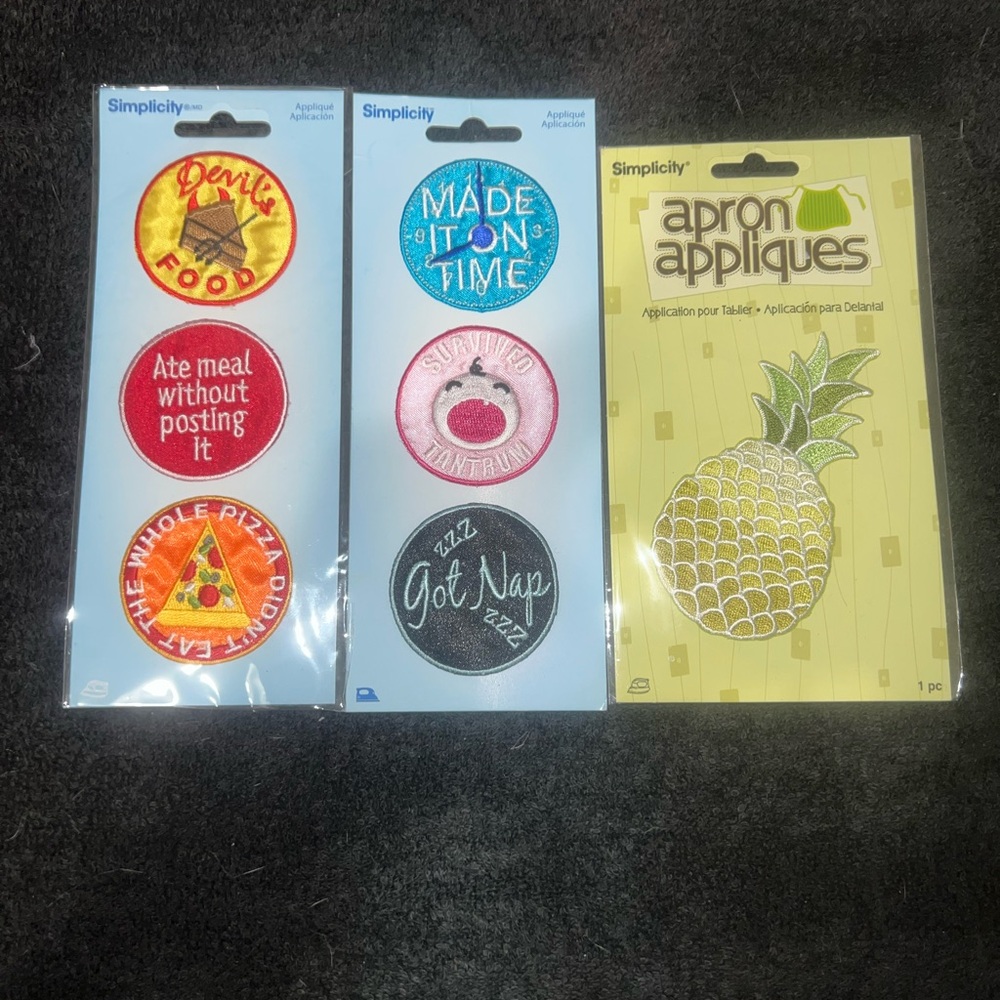 Simplicity®/MD
Appliqué
Aplicación
Devil's
FOOD
Ate meal
without
posting
It
THE WHOLE PIZZA DIDN'T EAT
Simplicity
Appliqué
Aplicación
MADE
IT ON
TIME
SURVIVED
TANTRUM
ZZZ
Got Nap
ZZZ
Simplicity®
apron
appliques
Application pour Tablier • Aplicación para Delantal
1 pc